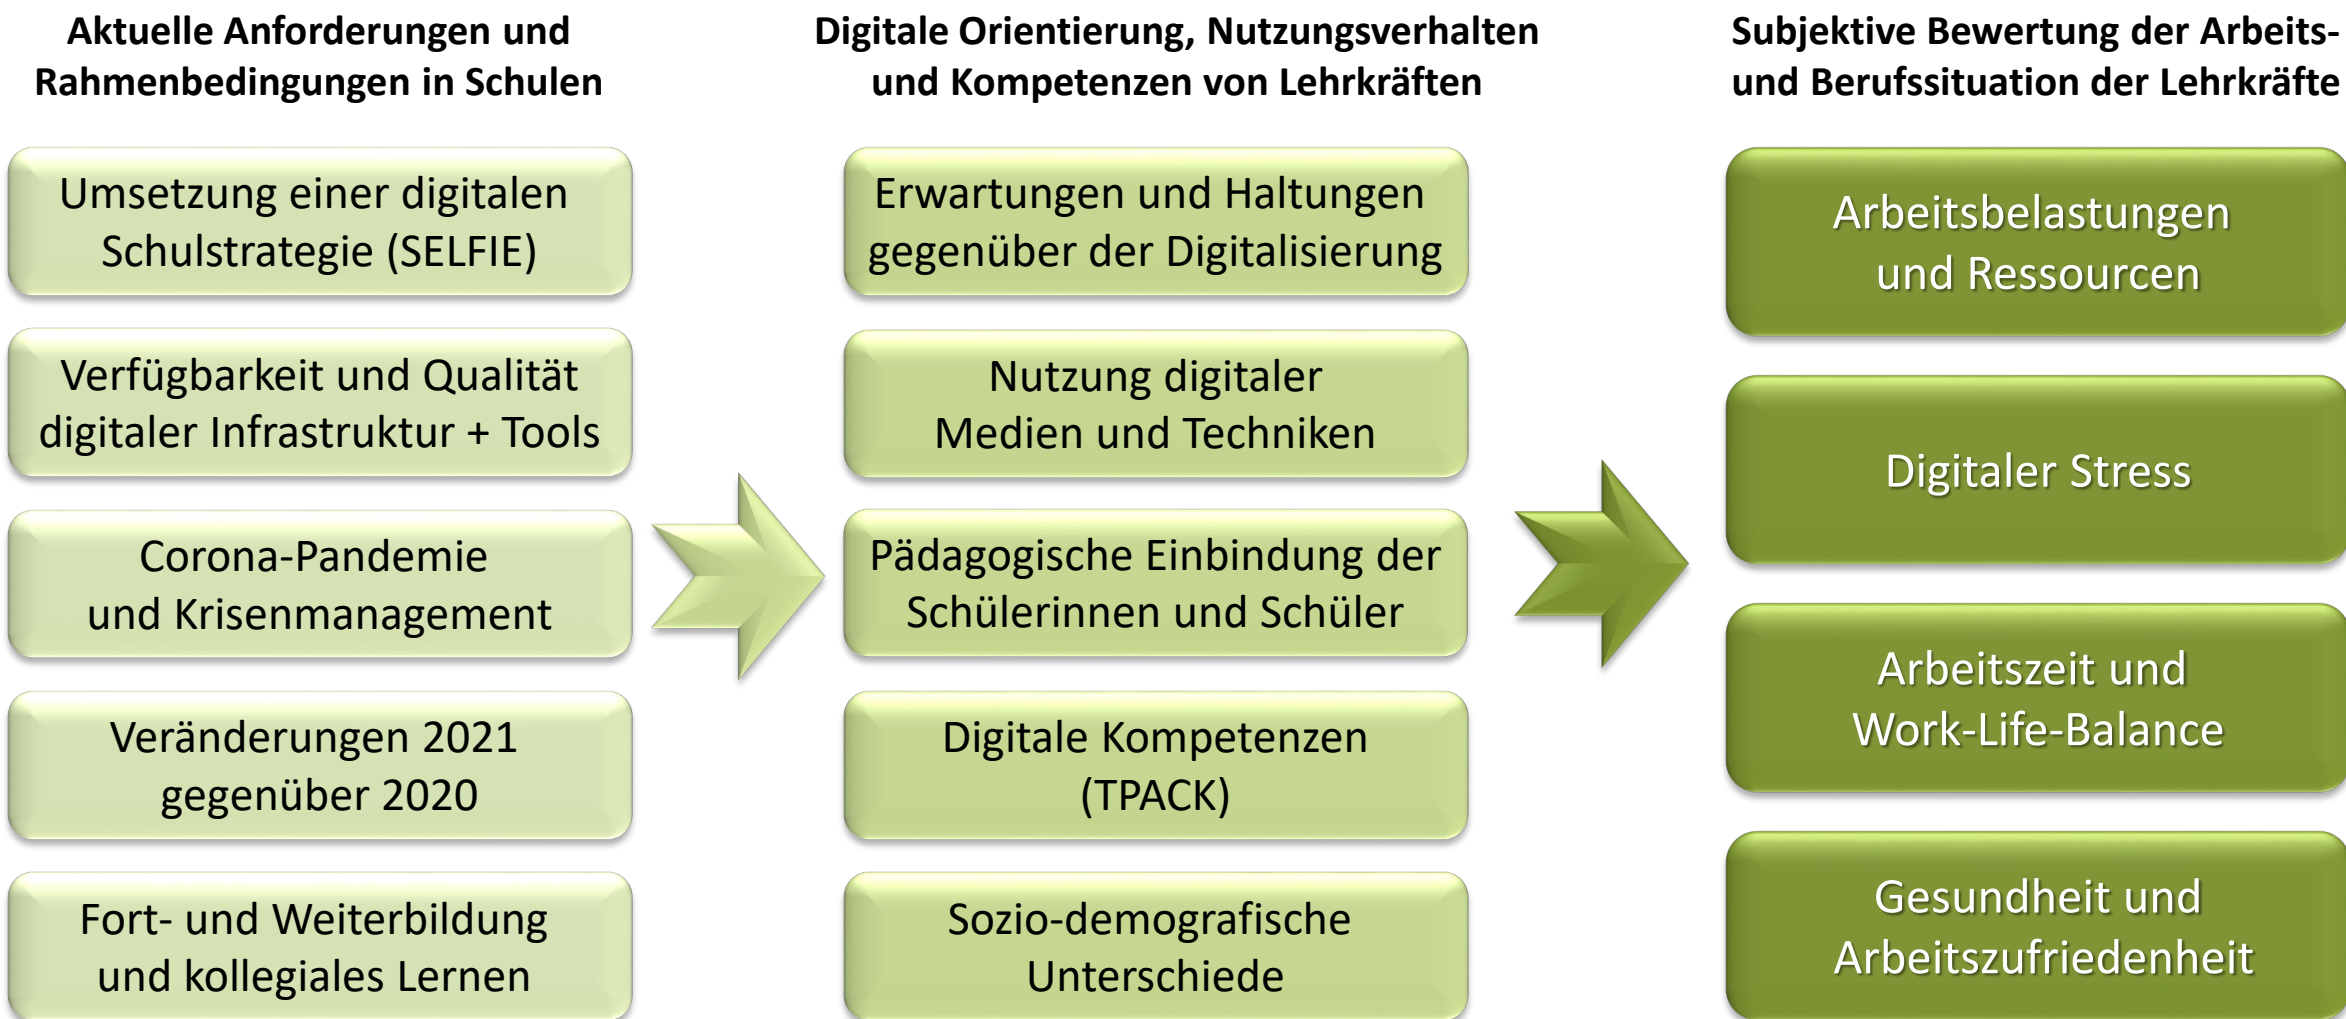 Aktuelle Anforderungen und
Rahmenbedingungen in Schulen
Umsetzung einer digitalen
Schulstrategie (SELFIE)
Verfügbarkeit und Qualität
digitaler Infrastruktur + Tools
Corona-Pandemie
und Krisenmanagement
Veränderungen 2021
gegenüber 2020
Fort- und Weiterbildung
und kollegiales Lernen
Digitale Orientierung, Nutzungsverhalten
und Kompetenzen von Lehrkräften
Erwartungen und Haltungen
gegenüber der Digitalisierung
Nutzung digitaler
Medien und Techniken
Pädagogische Einbindung der
Schülerinnen und Schüler
Digitale Kompetenzen
(TPACK)
Sozio-demografische
Unterschiede
Subjektive Bewertung der Arbeits-
und Berufssituation der Lehrkräfte
Arbeitsbelastungen
und Ressourcen
Digitaler Stress
Arbeitszeit und
Work-Life-Balance
Gesundheit und
Arbeitszufriedenheit